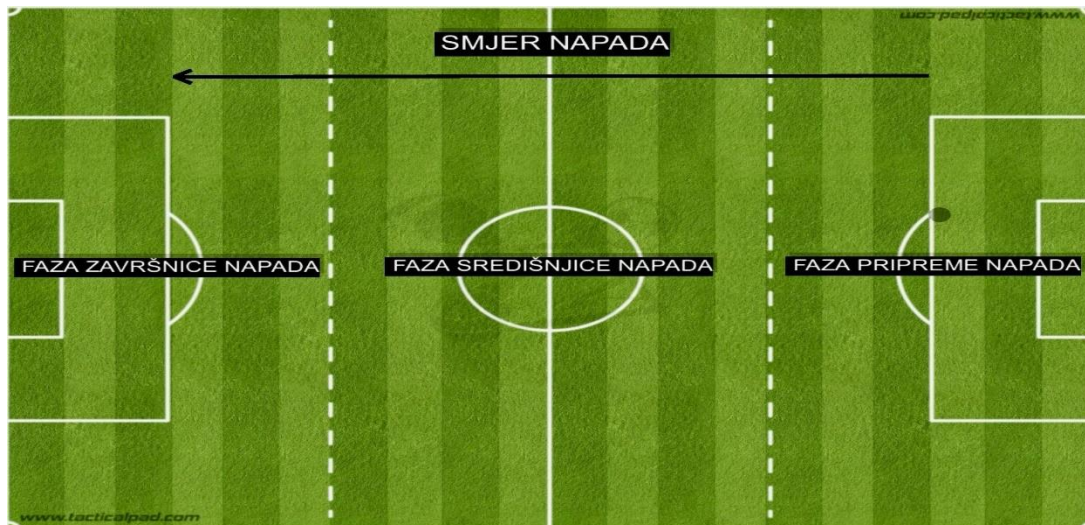 www.tacticalpad.com
SMJER NAPADA
FAZA ZAVRŠNICE NAPADA
FAZA SREDIŠNJICE NAPADA
FAZA PRIPREME NAPADA
www.tacticalpad.com